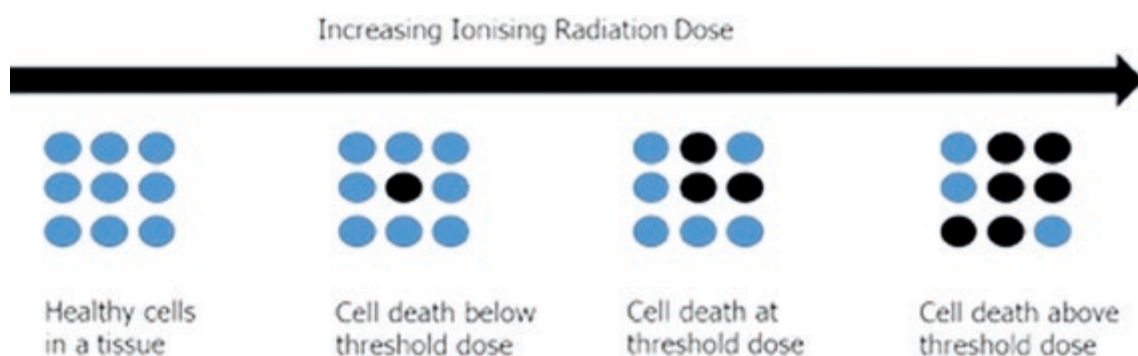 Increasing Ionising Radiation Dose
Healthy cells
in a tissue
Cell death below
threshold dose
Cell death at
threshold dose
Cell death above
threshold dose